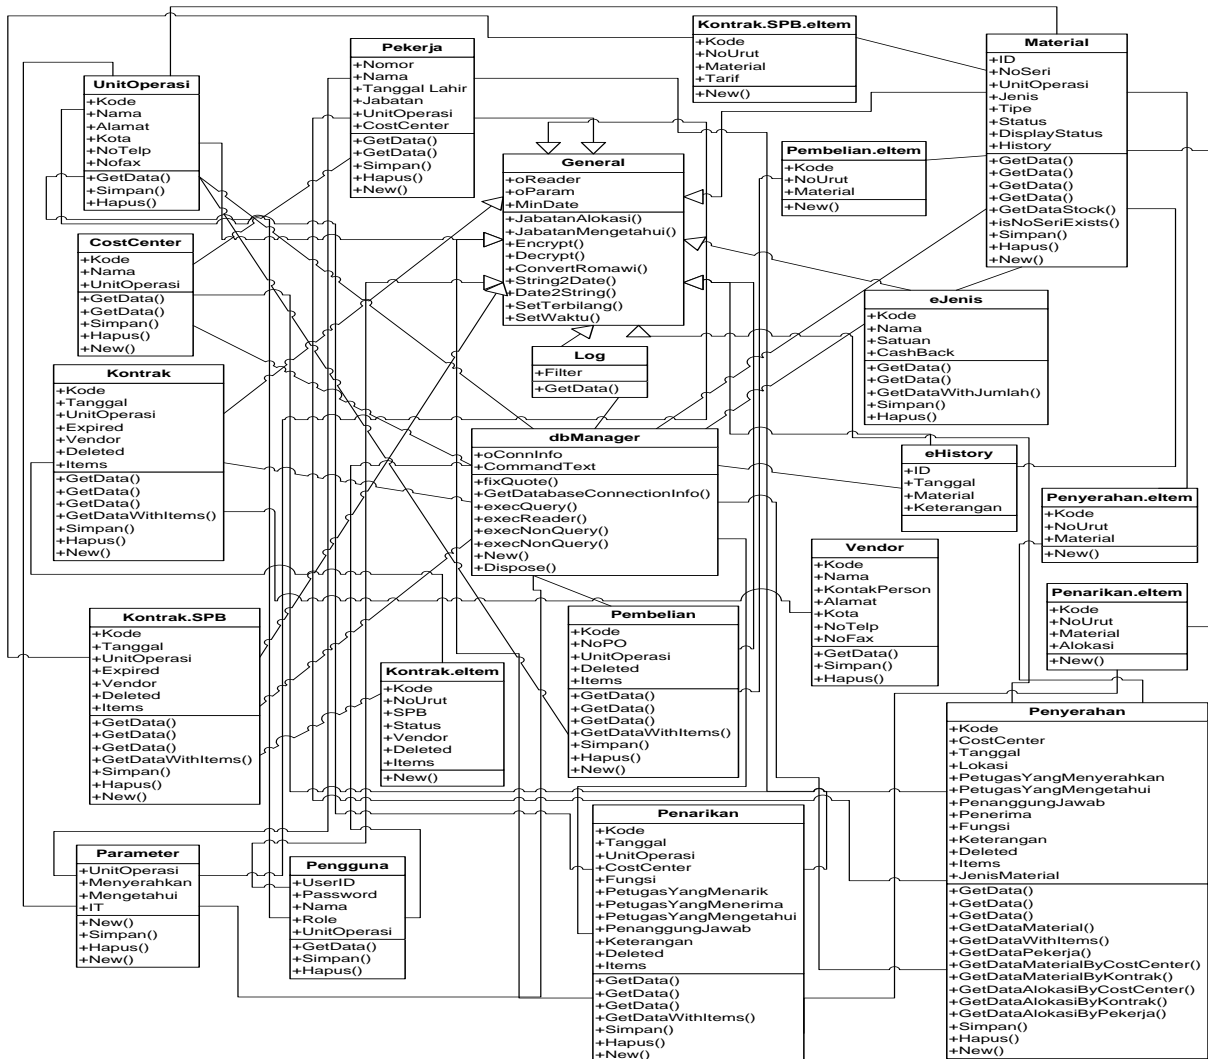 Kontrak.SPB.eItem
+Kode
+NoUrut
+Material
+Tarif
+New()
Material
+ID
+NoSeri
+UnitOperasi
+Jenis
+Tipe
+Status
+DisplayStatus
+History
+GetData()
+GetData()
+GetData()
+GetData()
+GetDataStock()
+isNoSeriExists()
+Simpan()
+Hapus()
+New()
Pekerja
+Nomor
+Nama
+Tanggal Lahir
+Jabatan
+UnitOperasi
+CostCenter
+GetData()
+GetData()
+Simpan()
+Hapus()
+New()
UnitOperasi
+Kode
+Nama
+Alamat
+Kota
+NoTelp
+Nofax
+GetData()
+Simpan()
+Hapus()
General
+oReader
+oParam
+MinDate
+JabatanAlokasi()
+JabatanMengetahui()
+Encrypt()
+Decrypt()
+ConvertRomawi()
+String2Date()
+Date2String()
+SetTerbilang()
+SetWaktu()
Pembelian.eItem
+Kode
+NoUrut
+Material
+New()
CostCenter
+Kode
+Nama
+UnitOperasi
+GetData()
+GetData()
+Simpan()
+Hapus()
+New()
eJenis
+Kode
+Nama
+Satuan
+CashBack
+GetData()
+GetData()
+GetDataWithJumlah()
+Simpan()
+Hapus()
Log
+Filter
+GetData()
Kontrak
+Kode
+Tanggal
+UnitOperasi
+Expired
+Vendor
+Deleted
+Items
+GetData()
+GetData()
+GetData()
+GetDataWithItems()
+Simpan()
+Hapus()
+New()
dbManager
+oConnInfo
+CommandText
+fixQuote()
+GetDatabaseConnectionInfo()
+execQuery()
+execReader()
+execNonQuery()
+execNonQuery()
+New()
+Dispose()
eHistory
+ID
+Tanggal
+Material
+Keterangan
Penyerahan.eItem
+Kode
+NoUrut
+Material
+New()
Vendor
+Kode
+Nama
+KontakPerson
+Alamat
+Kota
+NoTelp
+NoFax
+GetData()
+Simpan()
+Hapus()
Penarikan.eItem
+Kode
+NoUrut
+Material
+Alokasi
+New()
Kontrak.SPB
+Kode
+Tanggal
+UnitOperasi
+Expired
+Vendor
+Deleted
+Items
+GetData()
+GetData()
+GetData()
+GetDataWithItems()
+Simpan()
+Hapus()
+New()
Pembelian
+Kode
+NoPO
+UnitOperasi
+Deleted
+Items
+GetData()
+GetData()
+GetData()
+GetDataWithItems()
+Simpan()
+Hapus()
+New()
Kontrak.eItem
+Kode
+NoUrut
+SPB
+Status
+Vendor
+Deleted
+Items
+New()
Penyerahan
+Kode
+CostCenter
+Tanggal
+Lokasi
+PetugasYangMenyerahkan
+PetugasYangMengetahui
+PenanggungJawab
+Penerima
+Fungsi
+Keterangan
+Deleted
+Items
+JenisMaterial
+GetData()
+GetData()
+GetData()
+GetDataMaterial()
+GetDataWithItems()
+GetDataPekerja()
+GetDataMaterialByCostCenter()
+GetDataMaterialByKontrak()
+GetDataAlokasiByCostCenter()
+GetDataAlokasiByKontrak()
+GetDataAlokasiByPekerja()
+Simpan()
+Hapus()
+New()
Penarikan
+Kode
+Tanggal
+UnitOperasi
+CostCenter
+Fungsi
+PetugasYangMenarik
+PetugasYangMenerima
+PetugasYangMengetahui
+PenanggungJawab
+Keterangan
+Deleted
+Items
+GetData()
+GetData()
+GetData()
+GetDataWithItems()
+Simpan()
+Hapus()
+New()
Parameter
+UnitOperasi
+Menyerahkan
+Mengetahui
+IT
+New()
+Simpan()
+Hapus()
+New()
Pengguna
+UserID
+Password
+Nama
+Role
+UnitOperasi
+GetData()
+Simpan()
+Hapus()